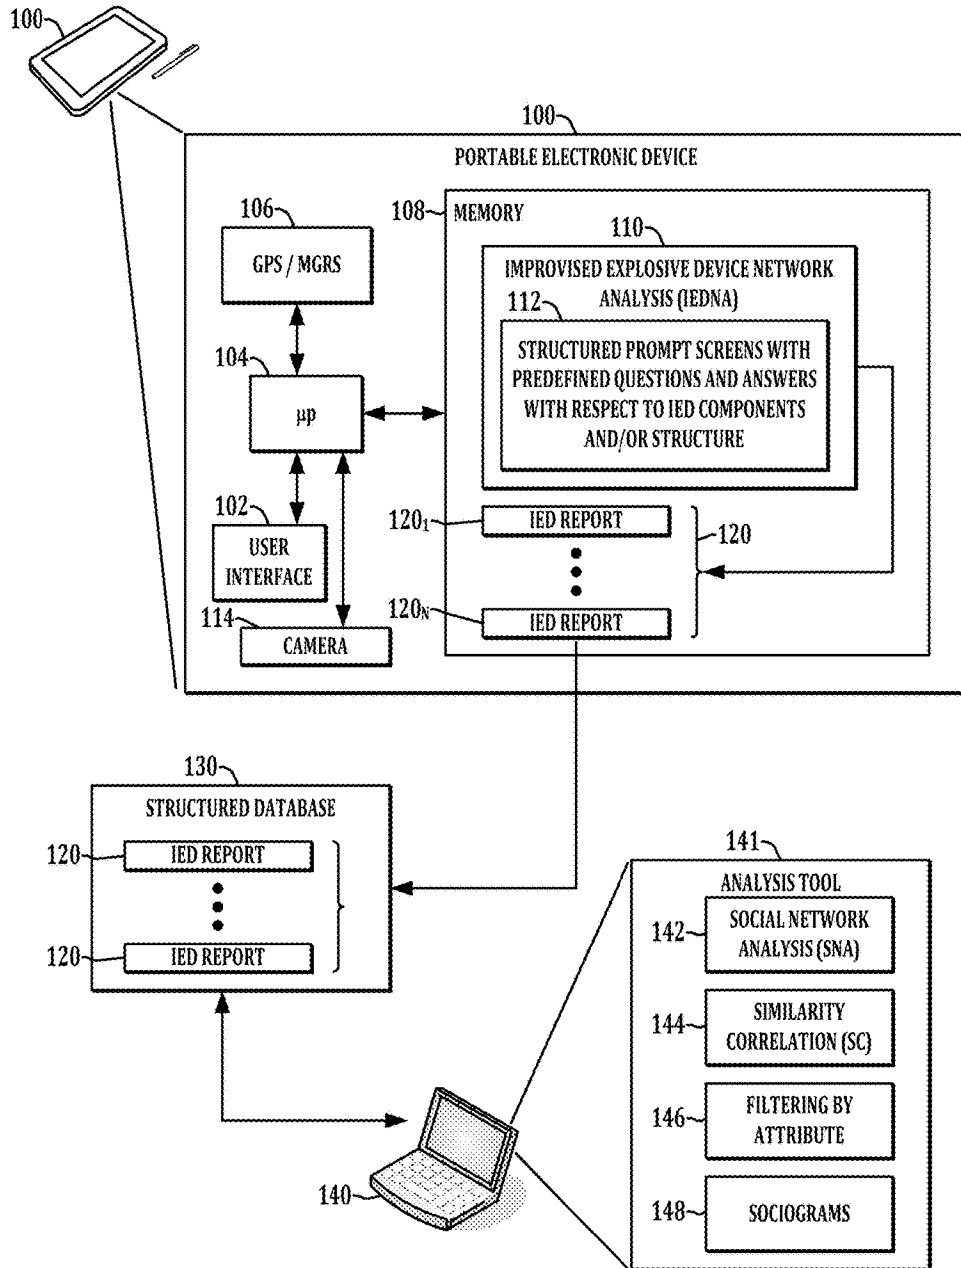 100
100
PORTABLE ELECTRONIC DEVICE
106
GPS / MGRS
104
μp
102
USER
INTERFACE
114
CAMERA
108
MEMORY
110
IMPROVISED EXPLOSIVE DEVICE NETWORK
ANALYSIS (IEDNA)
112
STRUCTURED PROMPT SCREENS WITH
PREDEFINED QUESTIONS AND ANSWERS
WITH RESPECT TO IED COMPONENTS
AND/OR STRUCTURE
120₁
IED REPORT
120
120N
IED REPORT
130
STRUCTURED DATABASE
120
IED REPORT
120
IED REPORT
140
141
ANALYSIS TOOL
142
SOCIAL NETWORK
ANALYSIS (SNA)
144
SIMILARITY
CORRELATION (SC)
146
FILTERING BY
ATTRIBUTE
148
SOCIOGRAMS